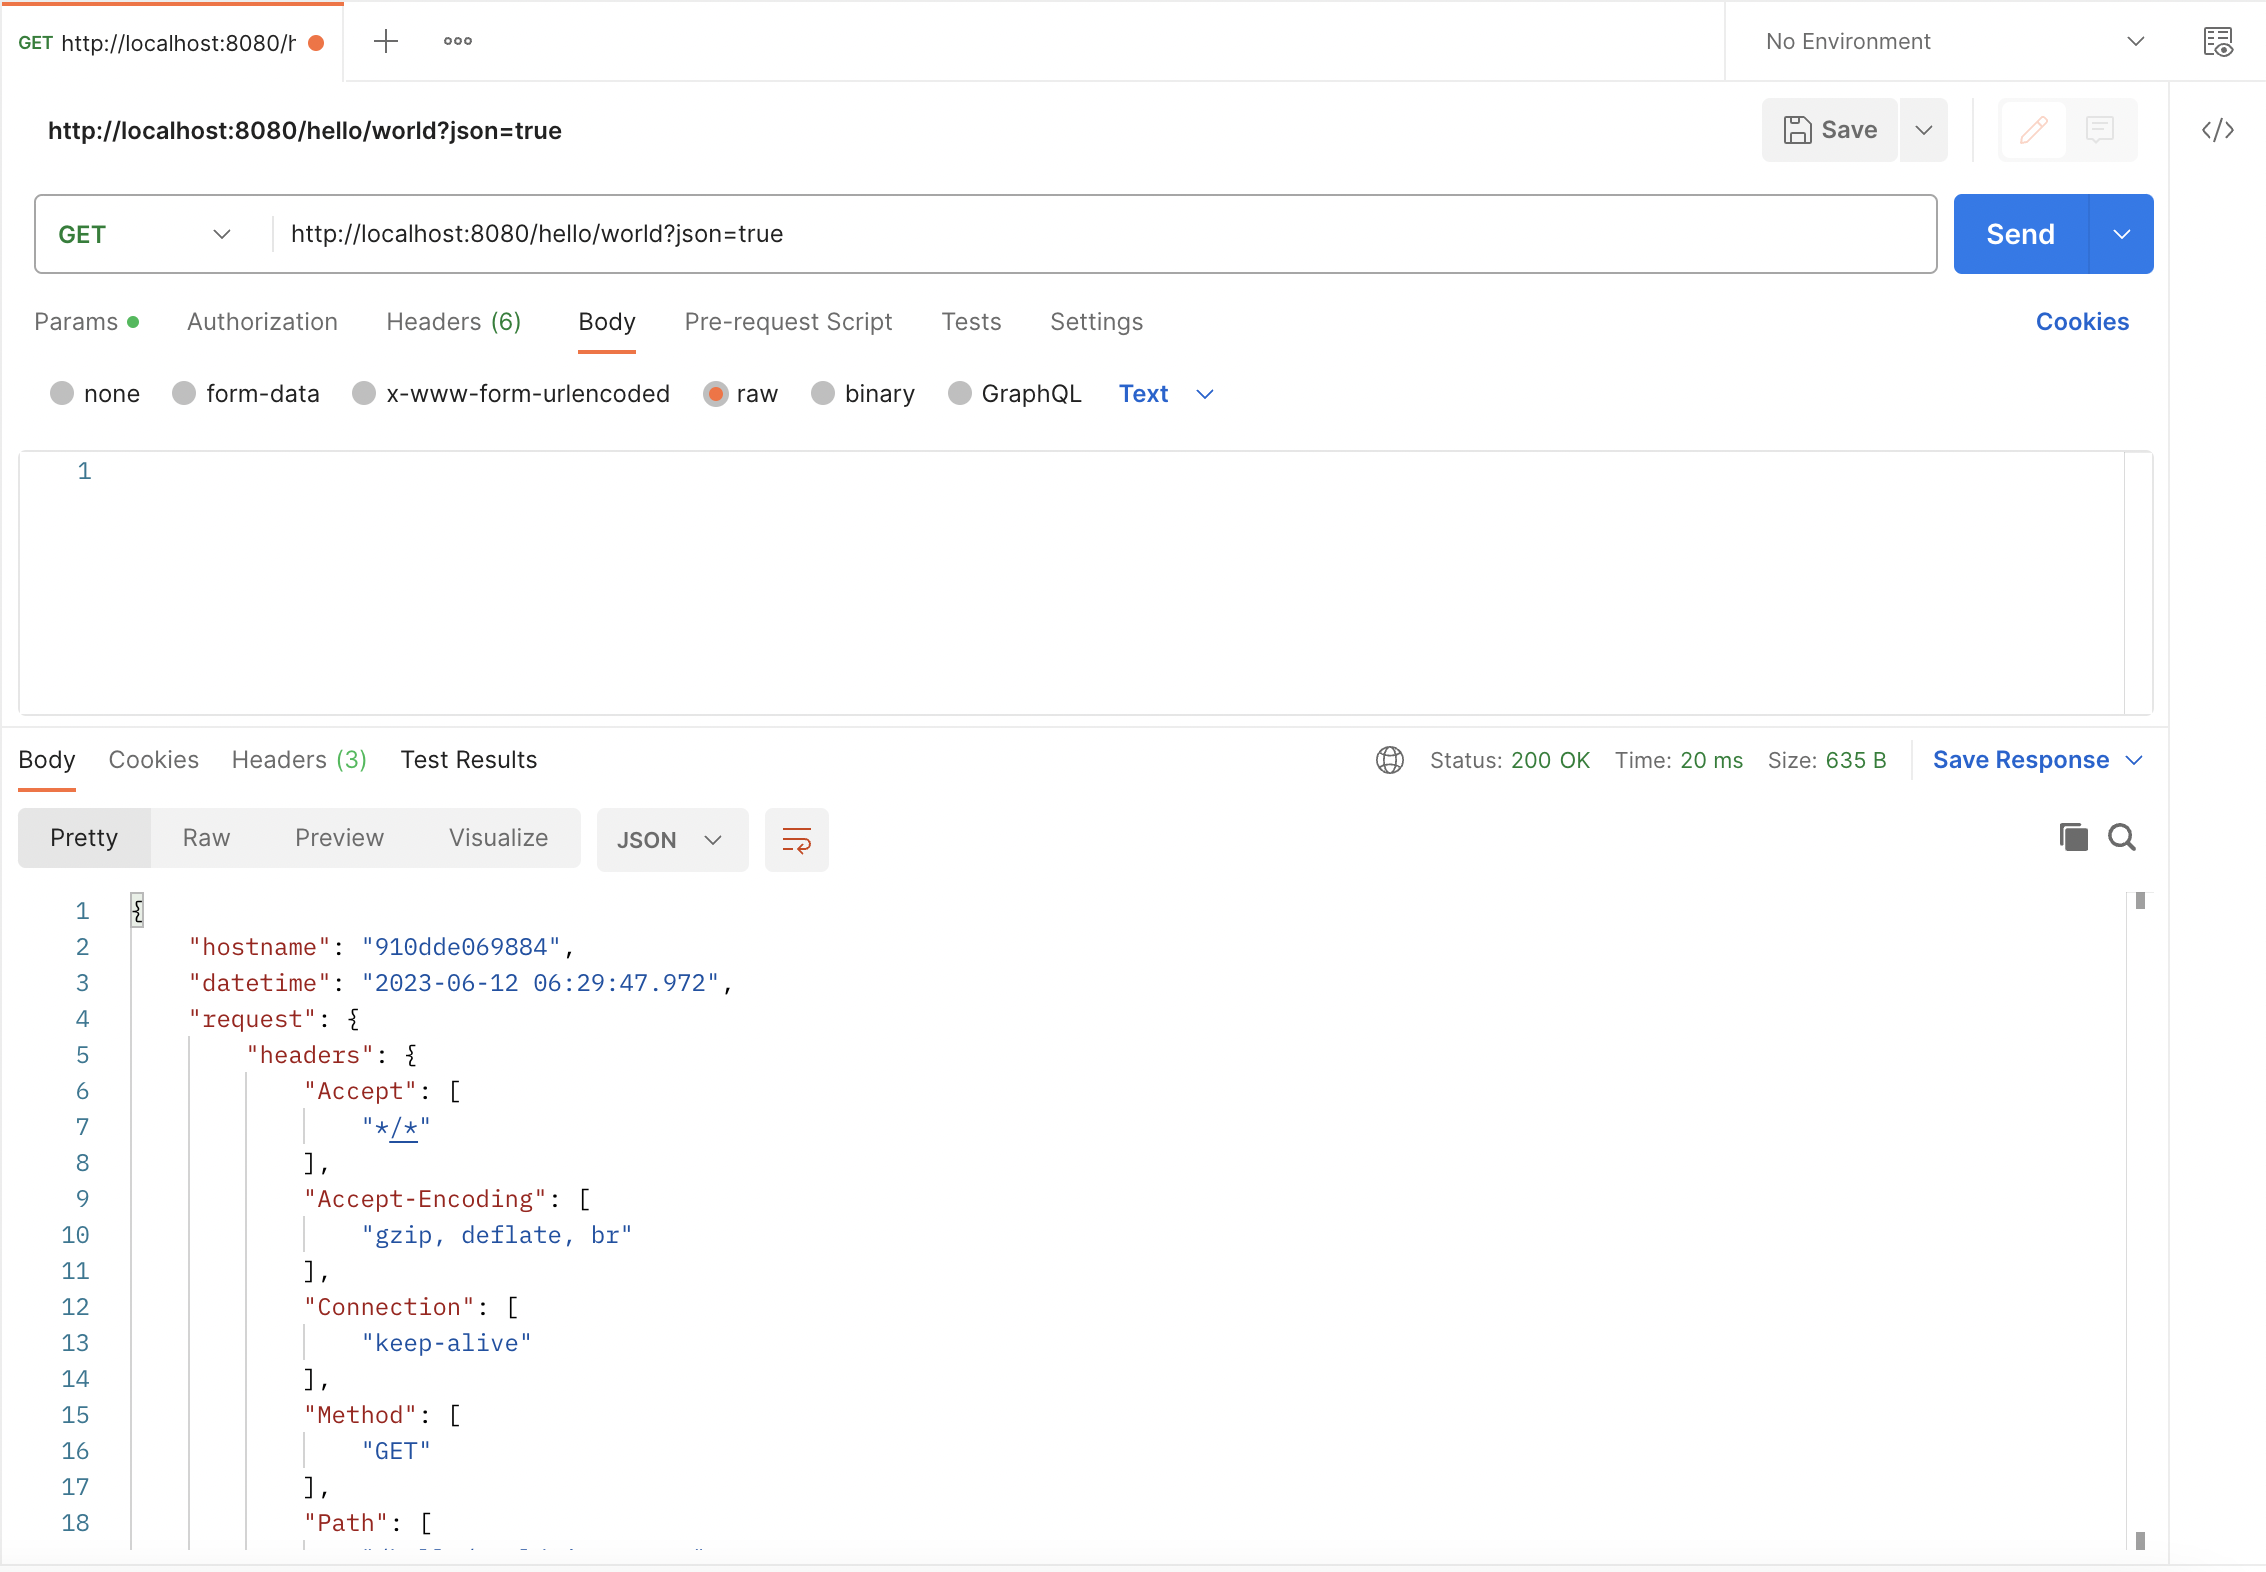 GET http://localhost:8080/h
No Environment
http://localhost:8080/hello/world?json=true
Save
GET http://localhost:8080/hello/world?json=true
Send
Params Authorization Headers (6) Body Pre-request Script Tests Settings Cookies
none form-data x-www-form-urlencoded raw binary GraphQL Text
1
Body Cookies Headers (3) Test Results Status: 200 OK Time: 20 ms Size: 635 B Save Response
Pretty Raw Preview Visualize JSON
1 {
2 "hostname": "910dde069884",
3 "datetime": "2023-06-12 06:29:47.972",
4 "request": {
5 "headers": {
6 "Accept": [
7 "*/*"
8 ],
9 "Accept-Encoding": [
10 "gzip, deflate, br"
11 ],
12 "Connection": [
13 "keep-alive"
14 ],
15 "Method": [
16 "GET"
17 ],
18 "Path": [